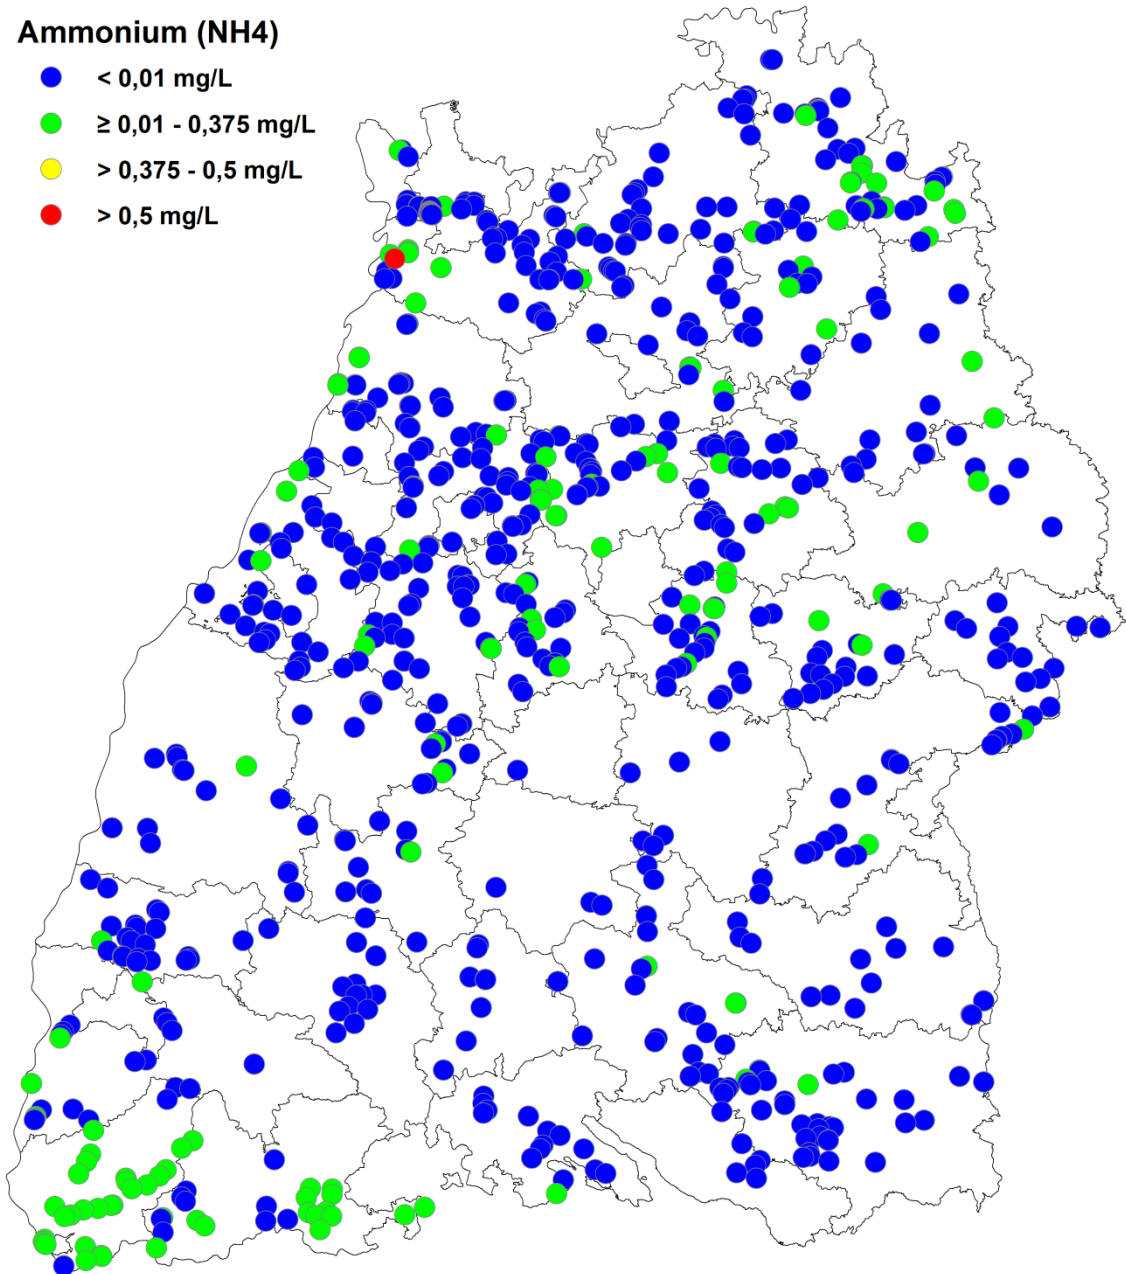 Ammonium (NH4)
< 0,01 mg/L
≥ 0,01 - 0,375 mg/L
> 0,375 - 0,5 mg/L
> 0,5 mg/L